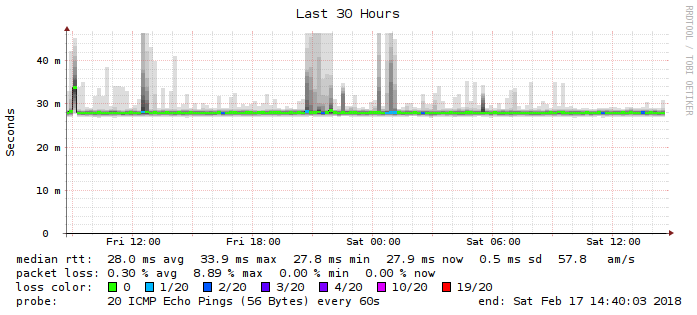 Last 30 Hours
RRDTOOL / TOBI OETIKER
Seconds
40 m
30 m
20 m
10 m
0
Fri 12:00 Fri 18:00 Sat 00:00 Sat 06:00 Sat 12:00
median rtt: 28.0 ms avg 33.9 ms max 27.8 ms min 27.9 ms now 0.5 ms sd 57.8 am/s
packet loss: 0.30 % avg 8.89 % max 0.00 % min 0.00 % now
loss color: 0 1/20 2/20 3/20 4/20 10/20 19/20
probe: 20 ICMP Echo Pings (56 Bytes) every 60s end: Sat Feb 17 14:40:03 2018